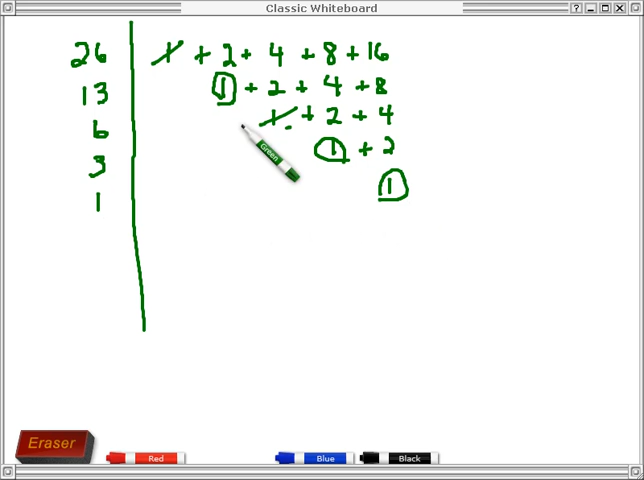 Classic Whiteboard
26 1 + 2 + 4 + 8 + 16
13 1 + 2 + 4 + 8
6 1 + 2 + 4
3 1 + 2
1 1
Green
Eraser Red Blue Black